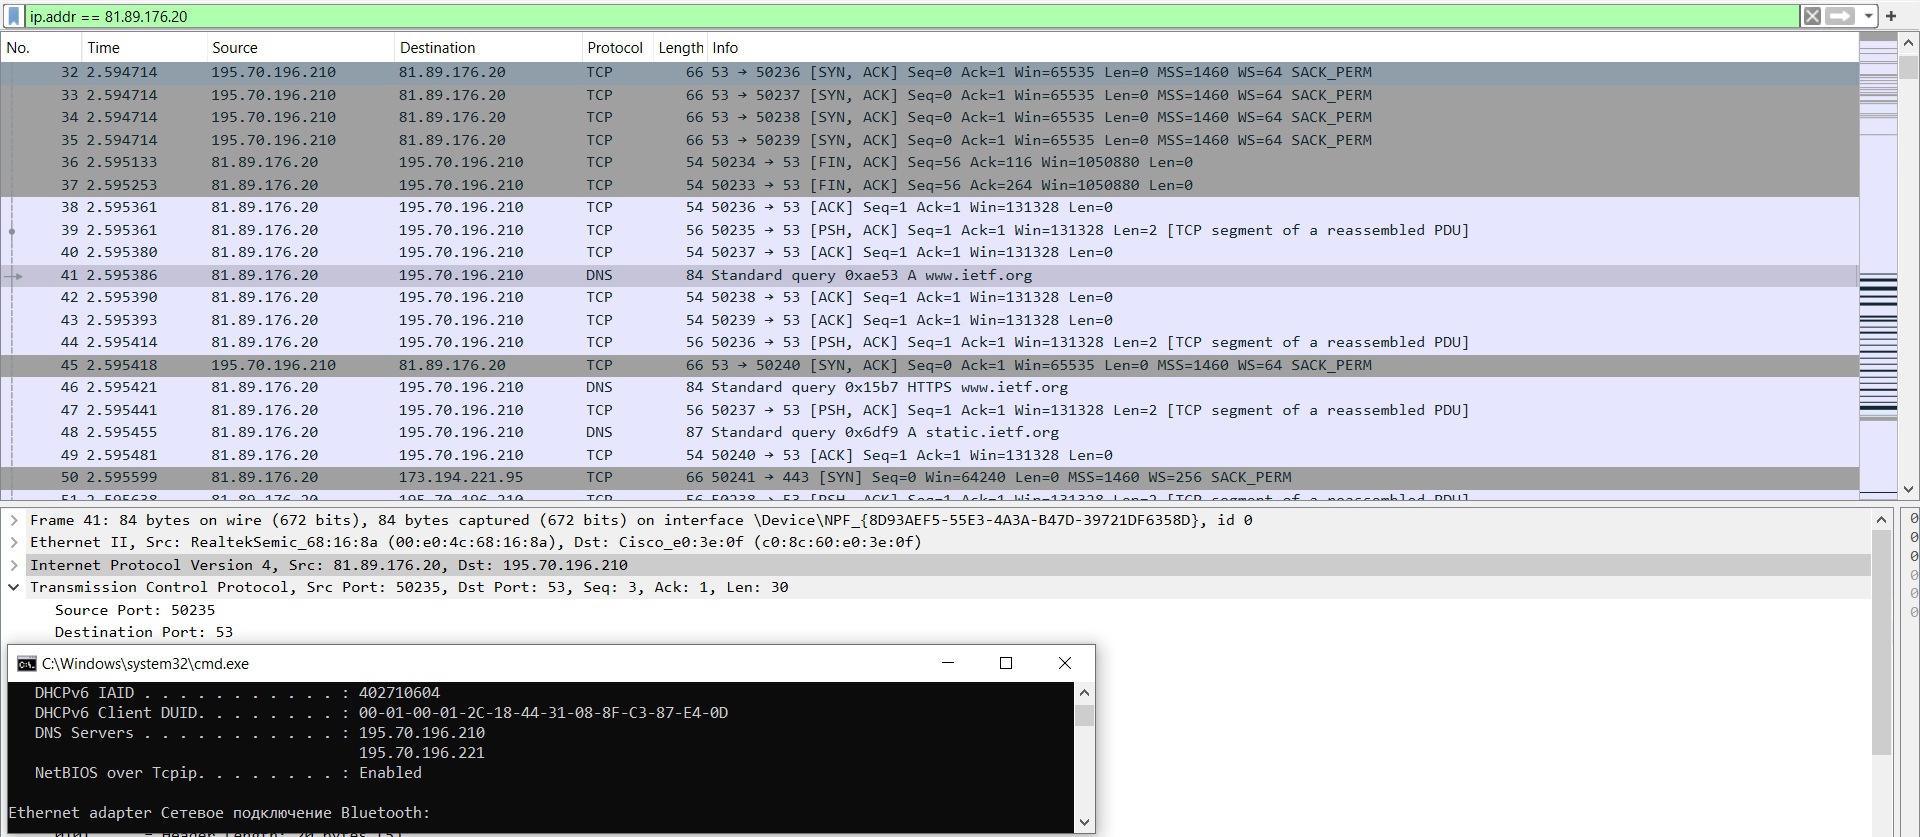 ip.addr == 81.89.176.20
No. Time Source Destination Protocol Length Info
32 2.594714 195.70.196.210 81.89.176.20 TCP 66 53 → 50236 [SYN, ACK] Seq=0 Ack=1 Win=65535 Len=0 MSS=1460 WS=64 SACK_PERM
33 2.594714 195.70.196.210 81.89.176.20 TCP 66 53 → 50237 [SYN, ACK] Seq=0 Ack=1 Win=65535 Len=0 MSS=1460 WS=64 SACK_PERM
34 2.594714 195.70.196.210 81.89.176.20 TCP 66 53 → 50238 [SYN, ACK] Seq=0 Ack=1 Win=65535 Len=0 MSS=1460 WS=64 SACK_PERM
35 2.594714 195.70.196.210 81.89.176.20 TCP 66 53 → 50239 [SYN, ACK] Seq=0 Ack=1 Win=65535 Len=0 MSS=1460 WS=64 SACK_PERM
36 2.595133 81.89.176.20 195.70.196.210 TCP 54 50234 → 53 [FIN, ACK] Seq=56 Ack=116 Win=1050880 Len=0
37 2.595253 81.89.176.20 195.70.196.210 TCP 54 50233 → 53 [FIN, ACK] Seq=56 Ack=264 Win=1050880 Len=0
38 2.595361 81.89.176.20 195.70.196.210 TCP 54 50236 → 53 [ACK] Seq=1 Ack=1 Win=131328 Len=0
39 2.595361 81.89.176.20 195.70.196.210 TCP 56 50235 → 53 [PSH, ACK] Seq=1 Ack=1 Win=131328 Len=2 [TCP segment of a reassembled PDU]
40 2.595380 81.89.176.20 195.70.196.210 TCP 54 50237 → 53 [ACK] Seq=1 Ack=1 Win=131328 Len=0
41 2.595386 81.89.176.20 195.70.196.210 DNS 84 Standard query 0xae53 A www.ietf.org
42 2.595390 81.89.176.20 195.70.196.210 TCP 54 50238 → 53 [ACK] Seq=1 Ack=1 Win=131328 Len=0
43 2.595393 81.89.176.20 195.70.196.210 TCP 54 50239 → 53 [ACK] Seq=1 Ack=1 Win=131328 Len=0
44 2.595414 81.89.176.20 195.70.196.210 TCP 56 50236 → 53 [PSH, ACK] Seq=1 Ack=1 Win=131328 Len=2 [TCP segment of a reassembled PDU]
45 2.595418 195.70.196.210 81.89.176.20 TCP 66 53 → 50240 [SYN, ACK] Seq=0 Ack=1 Win=65535 Len=0 MSS=1460 WS=64 SACK_PERM
46 2.595421 81.89.176.20 195.70.196.210 DNS 84 Standard query 0x15b7 HTTPS www.ietf.org
47 2.595441 81.89.176.20 195.70.196.210 TCP 56 50237 → 53 [PSH, ACK] Seq=1 Ack=1 Win=131328 Len=2 [TCP segment of a reassembled PDU]
48 2.595455 81.89.176.20 195.70.196.210 DNS 87 Standard query 0x6df9 A static.ietf.org
49 2.595481 81.89.176.20 195.70.196.210 TCP 54 50240 → 53 [ACK] Seq=1 Ack=1 Win=131328 Len=0
50 2.595599 81.89.176.20 173.194.221.95 TCP 66 50241 → 443 [SYN] Seq=0 Win=64240 Len=0 MSS=1460 WS=256 SACK_PERM
51 2.595638 81.89.176.20 195.70.196.210 TCP 56 50238 → 53 [PSH, ACK] Seq=1 Ack=1 Win=131328 Len=2 [TCP segment of a reassembled PDU]
Frame 41: 84 bytes on wire (672 bits), 84 bytes captured (672 bits) on interface \Device\NPF_{8D93AEF5-55E3-4A3A-B47D-39721DF6358D}, id 0
Ethernet II, Src: RealtekSemic_68:16:8a (00:e0:4c:68:16:8a), Dst: Cisco_e0:3e:0f (c0:8c:60:e0:3e:0f)
Internet Protocol Version 4, Src: 81.89.176.20, Dst: 195.70.196.210
Transmission Control Protocol, Src Port: 50235, Dst Port: 53, Seq: 3, Ack: 1, Len: 30
Source Port: 50235
Destination Port: 53
C:\Windows\system32\cmd.exe
DHCPv6 IAID . . . . . . . . . . . : 402710604
DHCPv6 Client DUID. . . . . . . . : 00-01-00-01-2C-18-44-31-08-8F-C3-87-E4-0D
DNS Servers . . . . . . . . . . . : 195.70.196.210
195.70.196.221
NetBIOS over Tcpip. . . . . . . . : Enabled
Ethernet adapter Сетевое подключение Bluetooth: